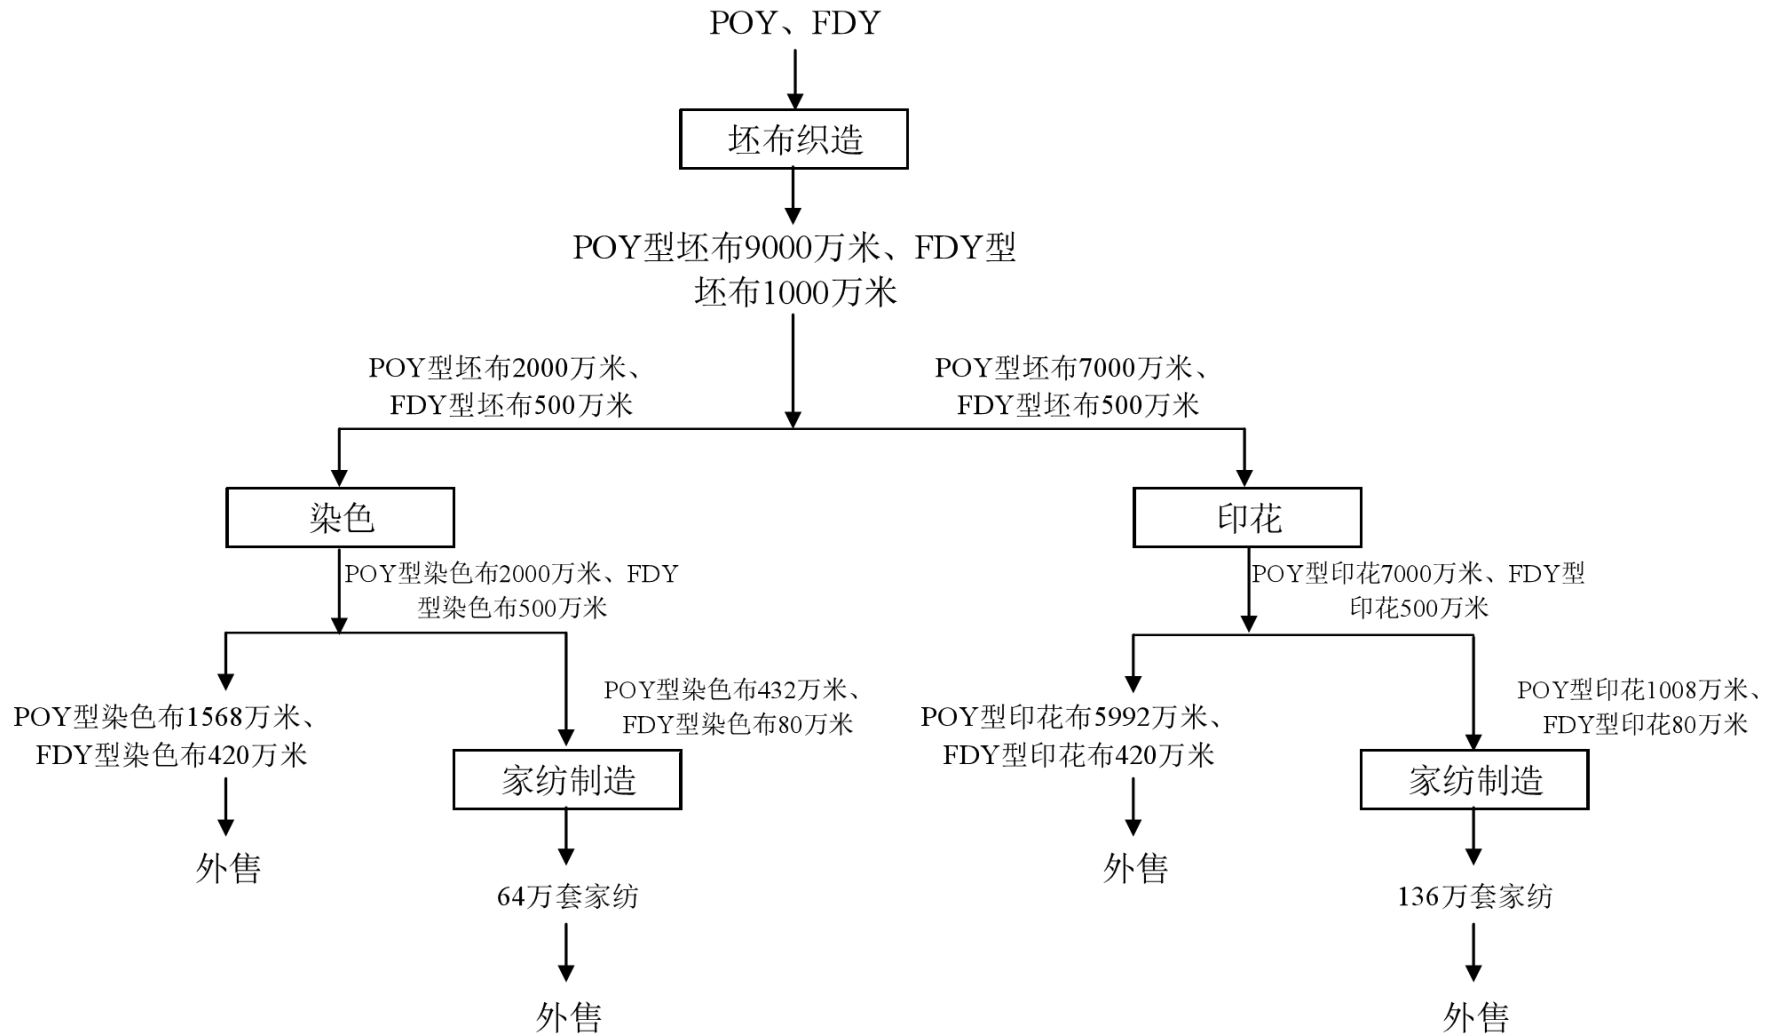 POY、FDY
坯布织造
POY型坯布9000万米、FDY型
坯布1000万米
POY型坯布2000万米、
FDY型坯布500万米
POY型坯布7000万米、
FDY型坯布500万米
染色
印花
POY型染色布2000万米、FDY
型染色布500万米
POY型印花7000万米、FDY型
印花500万米
POY型染色布1568万米、
FDY型染色布420万米
POY型染色布432万米、
FDY型染色布80万米
POY型印花布5992万米、
FDY型印花布420万米
POY型印花1008万米、
FDY型印花80万米
家纺制造
家纺制造
外售
64万套家纺
外售
136万套家纺
外售
外售